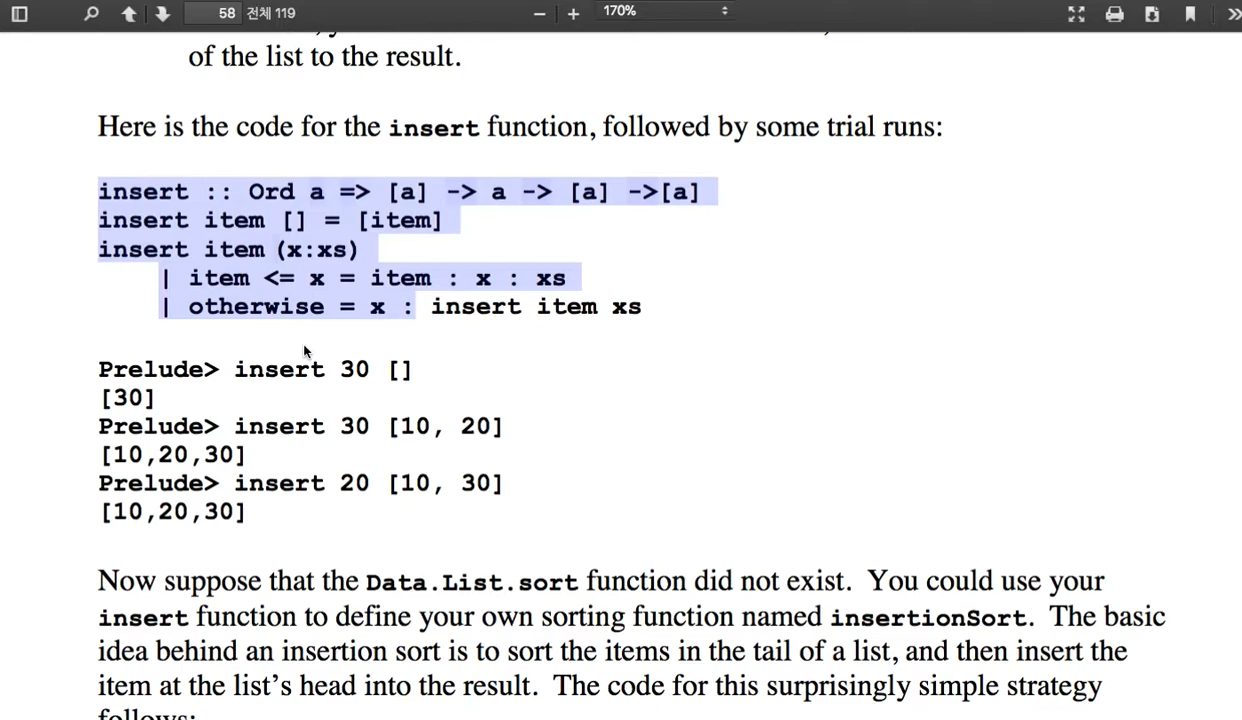 58 전체 119
170%
of the list to the result.
Here is the code for the insert function, followed by some trial runs:
insert :: Ord a => [a] -> a -> [a] ->[a]
insert item [] = [item]
insert item (x:xs)
| item <= x = item : x : xs
| otherwise = x : insert item xs
Prelude> insert 30 []
[30]
Prelude> insert 30 [10, 20]
[10,20,30]
Prelude> insert 20 [10, 30]
[10,20,30]
Now suppose that the Data.List.sort function did not exist. You could use your
insert function to define your own sorting function named insertionSort. The basic
idea behind an insertion sort is to sort the items in the tail of a list, and then insert the
item at the list's head into the result. The code for this surprisingly simple strategy
follows: